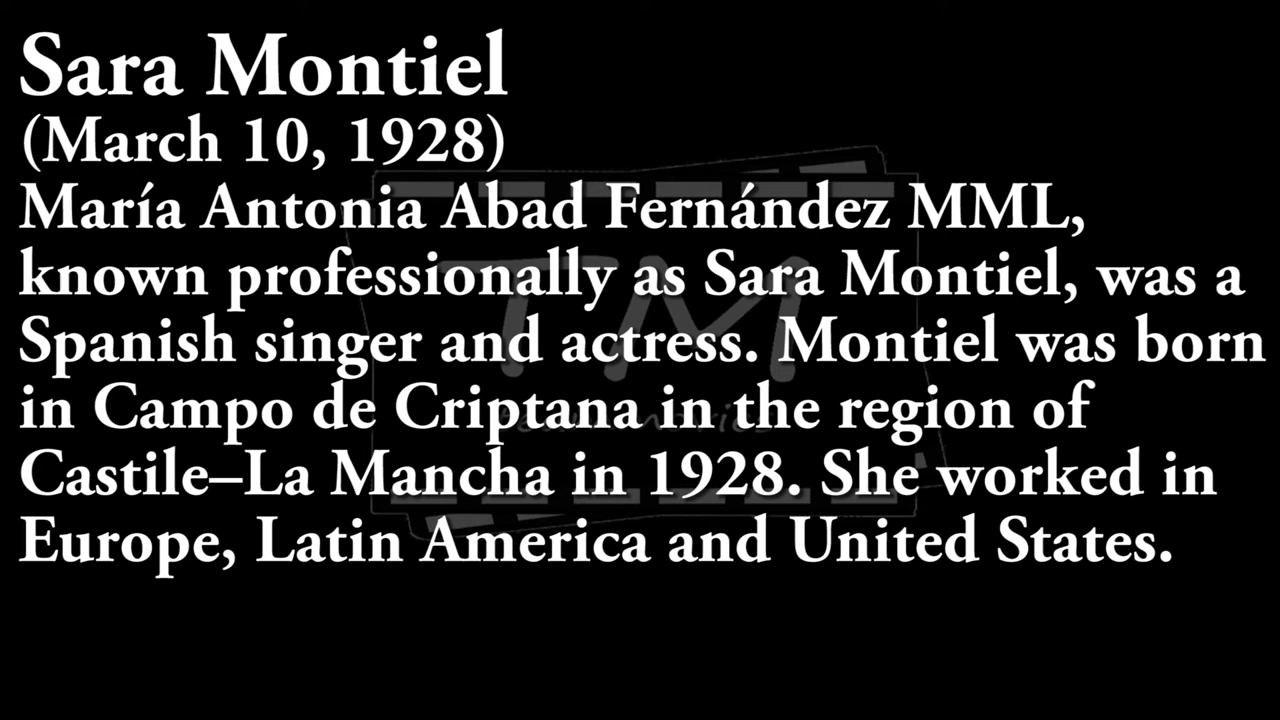 Sara Montiel
(March 10, 1928)
María Antonia Abad Fernández MML,
known professionally as Sara Montiel, was a
Spanish singer and actress. Montiel was born
in Campo de Criptana in the region of
Castile–La Mancha in 1928. She worked in
Europe, Latin America and United States.
TM